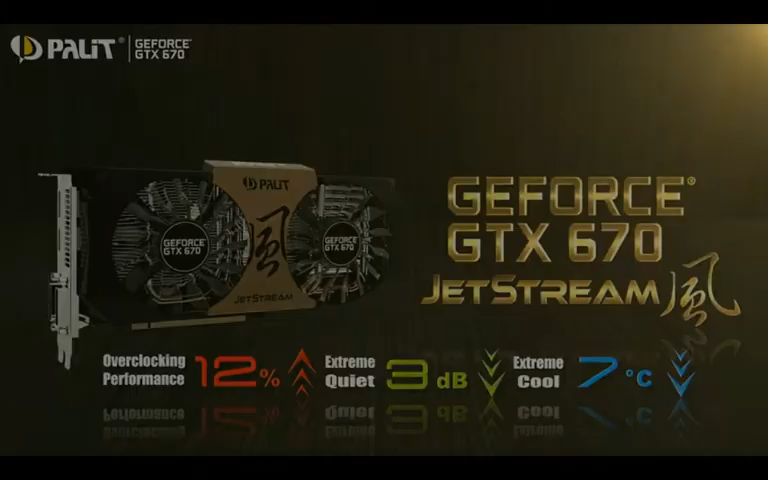 PALIT® GEFORCE®
GTX 670
PALIT
GEFORCE®
GTX 670
風
JETSTREAM
GEFORCE®
GTX 670
GEFORCE®
GTX 670
JETSTREAM 風
Overclocking
Performance 12%
Extreme
Quiet 3 dB
Extreme
Cool 7 °C